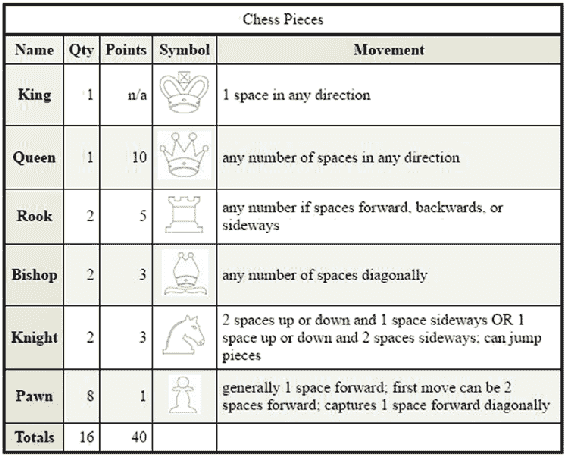 Chess Pieces
Name Qty Points Symbol Movement
King 1 n/a 1 space in any direction
Queen 1 10 any number of spaces in any direction
Rook 2 5 any number if spaces forward, backwards, or
sideways
Bishop 2 3 any number of spaces diagonally
Knight 2 3 2 spaces up or down and 1 space sideways OR 1
space up or down and 2 spaces sideways; can jump
pieces
Pawn 8 1 generally 1 space forward; first move can be 2
spaces forward; captures 1 space forward diagonally
Totals 16 40